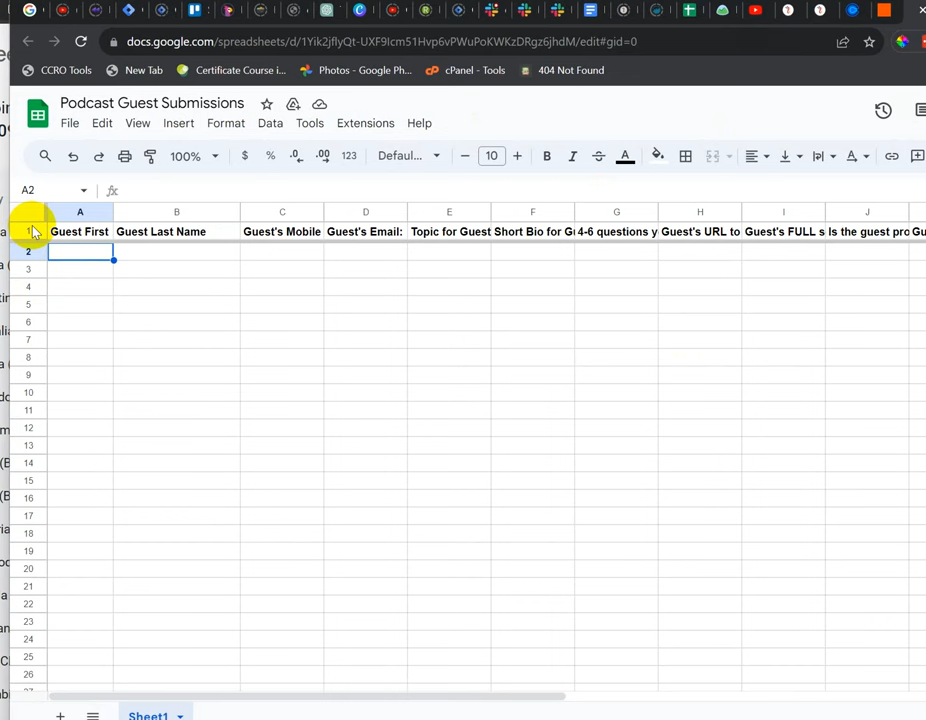 docs.google.com/spreadsheets/d/1Yik2jflyQt-UXF9Icm51Hvp6vPWuPoKWKzDRgz6jhdM/edit#gid=0
CCRO Tools New Tab Certificate Course i... Photos - Google Ph... cPanel - Tools 404 Not Found
Podcast Guest Submissions
File Edit View Insert Format Data Tools Extensions Help
100% $ % .0 .00 123 Defaul... 10 B I S A
A2 fx
A B C D E F G H I J
1 Guest First Guest Last Name Guest's Mobile Guest's Email: Topic for Guest Short Bio for Gu 4-6 questions y Guest's URL to Guest's FULL s Is the guest pro Gu
2
3
4
5
6
7
8
9
10
11
12
13
14
15
16
17
18
19
20
21
22
23
24
25
26
Sheet1